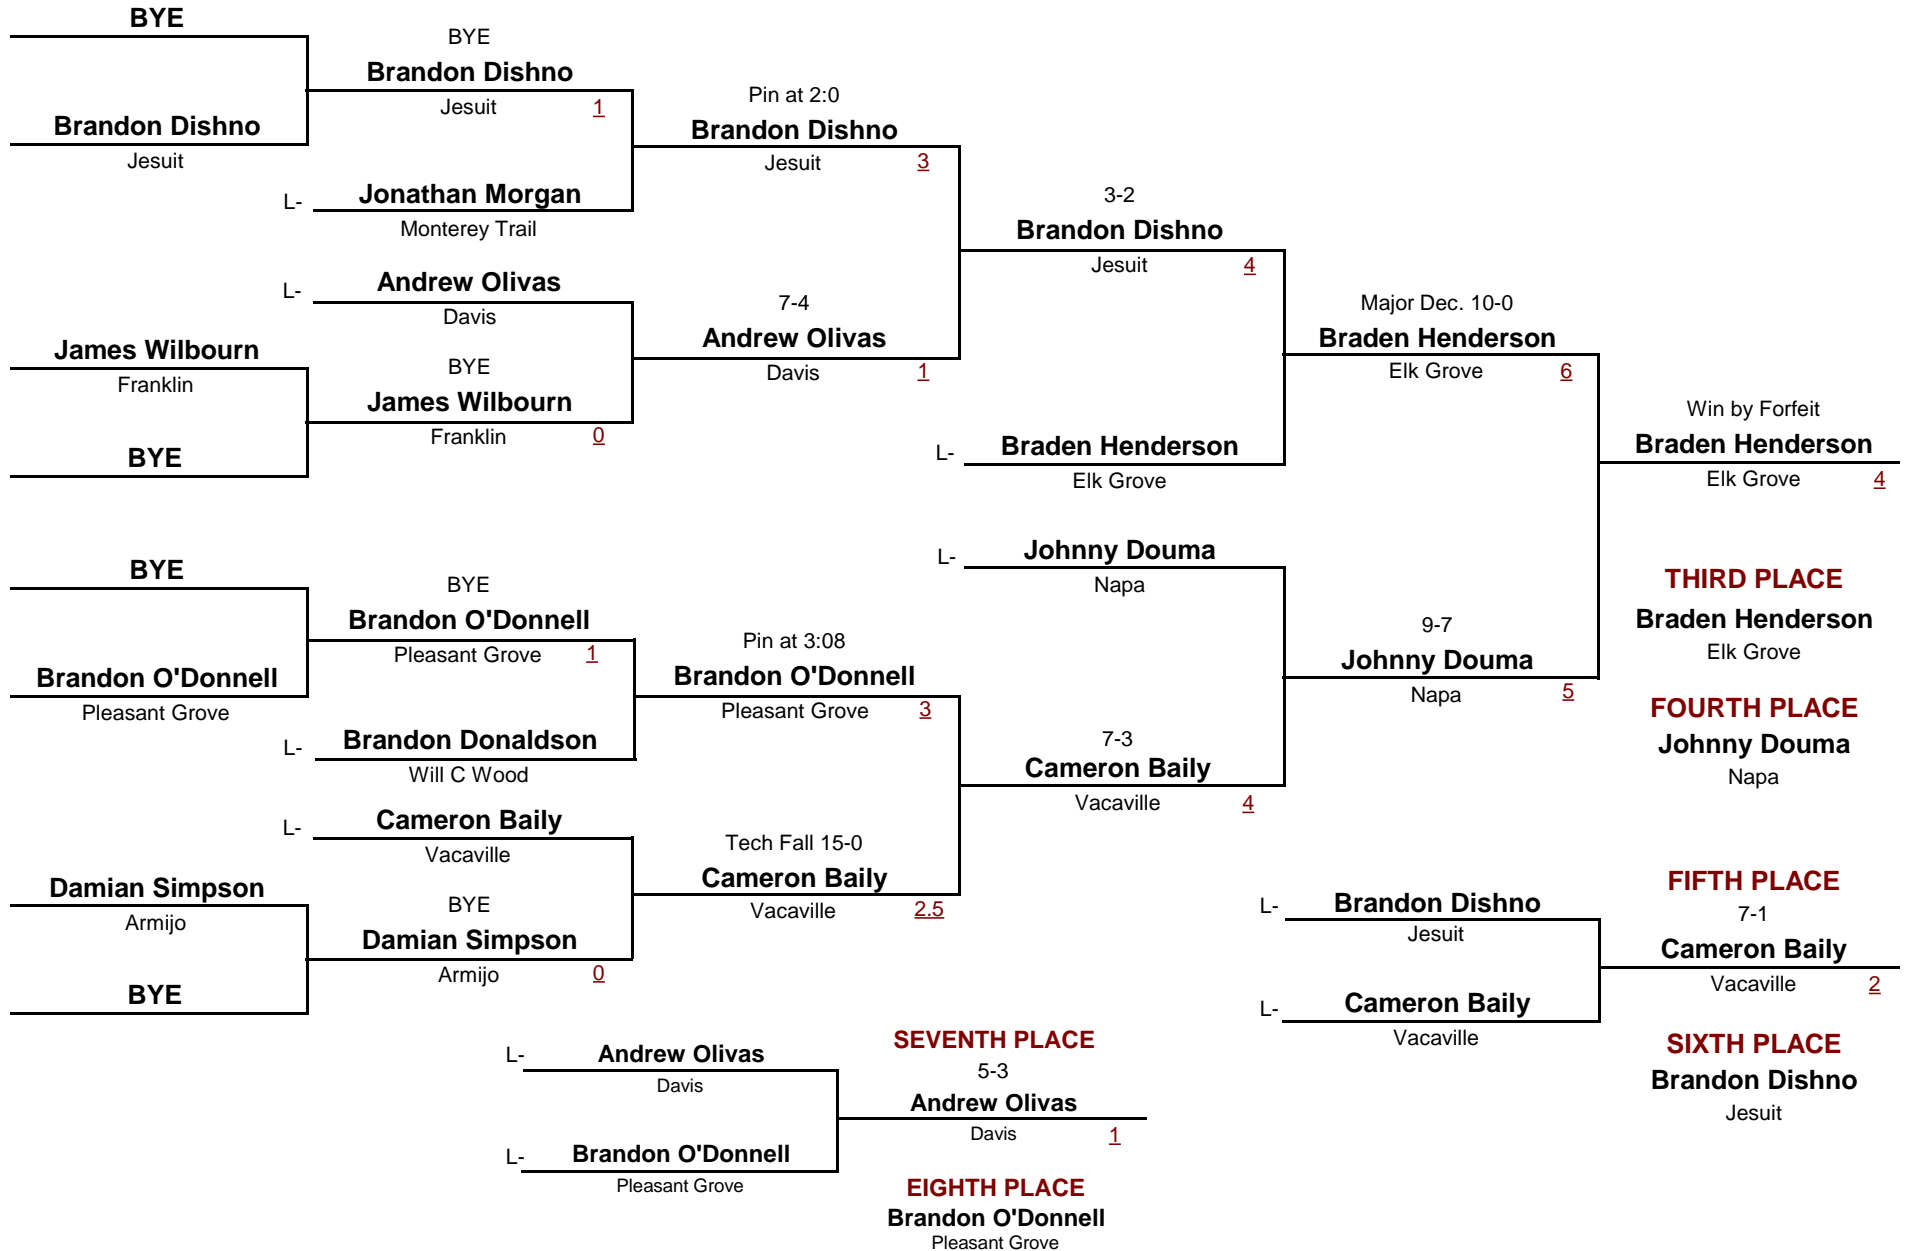 BYE
Brandon Dishno
Jesuit
BYE
Brandon Dishno
Jesuit 1
L- Jonathan Morgan
Monterey Trail
Pin at 2:0
Brandon Dishno
Jesuit 3
L- Andrew Olivas
Davis
James Wilbourn
Franklin
BYE
BYE
James Wilbourn
Franklin 0
7-4
Andrew Olivas
Davis 1
3-2
Brandon Dishno
Jesuit 4
L- Braden Henderson
Elk Grove
Major Dec. 10-0
Braden Henderson
Elk Grove 6
Win by Forfeit
Braden Henderson
Elk Grove 4
BYE
Brandon O'Donnell
Pleasant Grove
BYE
Brandon O'Donnell
Pleasant Grove 1
L- Brandon Donaldson
Will C Wood
Pin at 3:08
Brandon O'Donnell
Pleasant Grove 3
L- Cameron Baily
Vacaville
Damian Simpson
Armijo
BYE
BYE
Damian Simpson
Armijo 0
Tech Fall 15-0
Cameron Baily
Vacaville 2.5
L- Johnny Douma
Napa
7-3
Cameron Baily
Vacaville 4
9-7
Johnny Douma
Napa 5
THIRD PLACE
Braden Henderson
Elk Grove
FOURTH PLACE
Johnny Douma
Napa
L- Brandon Dishno
Jesuit
L- Cameron Baily
Vacaville
FIFTH PLACE
7-1
Cameron Baily
Vacaville 2
SIXTH PLACE
Brandon Dishno
Jesuit
L- Andrew Olivas
Davis
L- Brandon O'Donnell
Pleasant Grove
SEVENTH PLACE
5-3
Andrew Olivas
Davis 1
EIGHTH PLACE
Brandon O'Donnell
Pleasant Grove